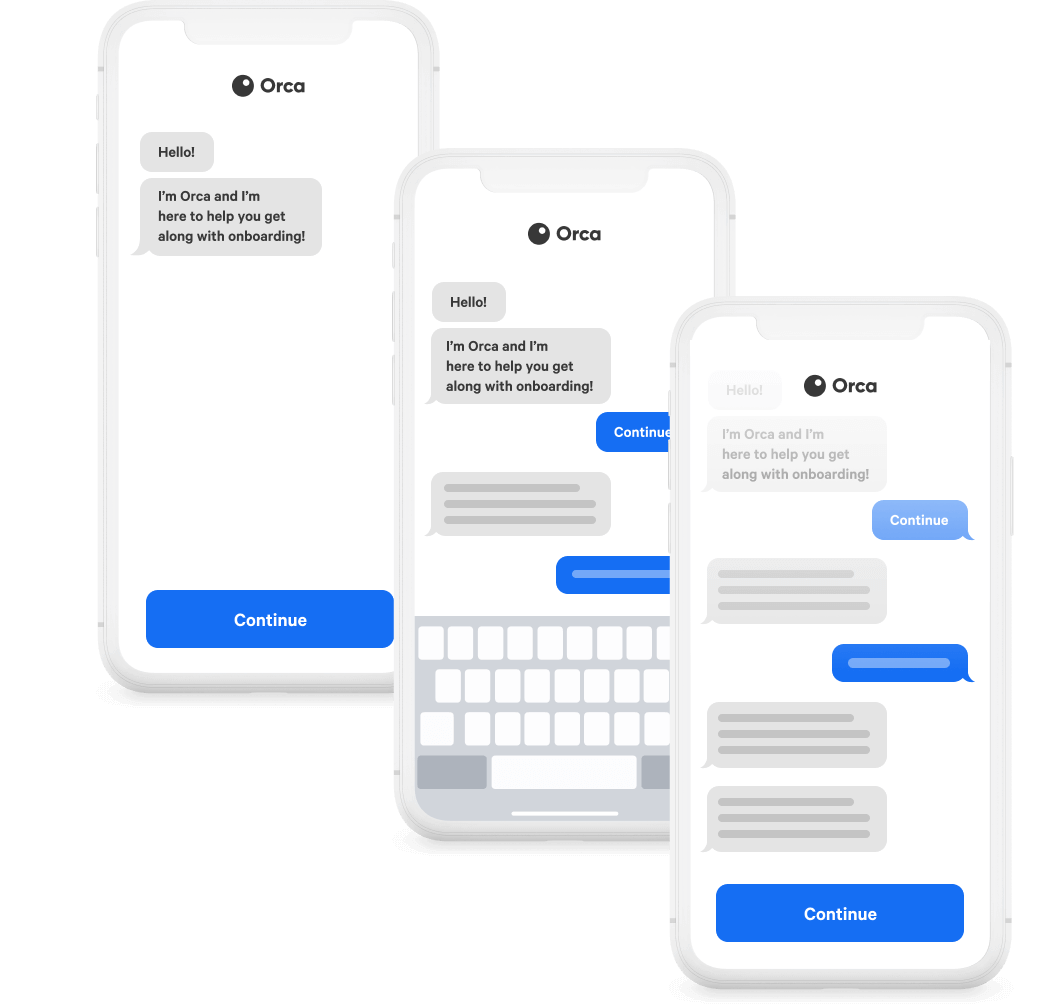 Orca
Hello!
I'm Orca and I'm
here to help you get
along with onboarding!
Continue
Orca
Hello!
I'm Orca and I'm
here to help you get
along with onboarding!
Continue
Orca
Hello!
I'm Orca and I'm
here to help you get
along with onboarding!
Continue
Continue